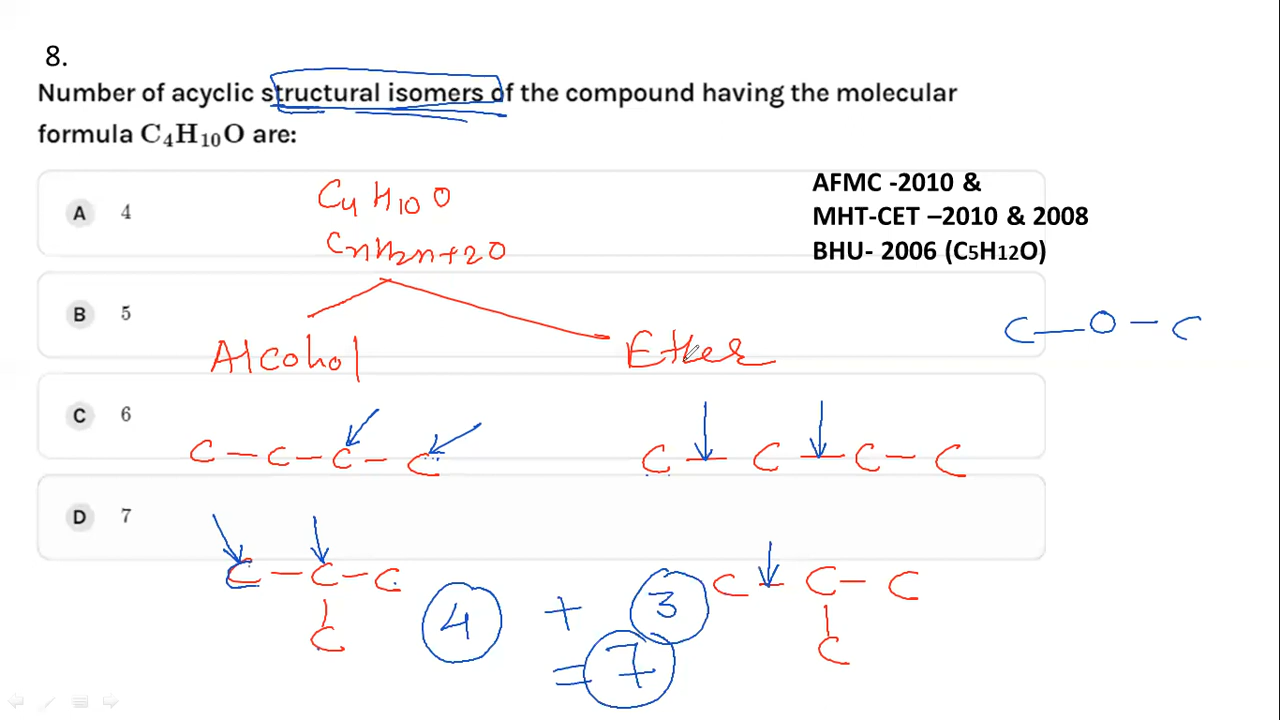 8.
Number of acyclic structural isomers of the compound having the molecular
formula C₄H₁₀O are:
AFMC -2010 &
MHT-CET –2010 & 2008
BHU- 2006 (C5H12O)
A 4
C4 H10 O
CnH2n+2O
B 5
C — O — C
Alcohol Ether
C 6
C — C — C — C C — C — C — C
D 7
C — C — C C — C — C
C C
4 + 3
= 7